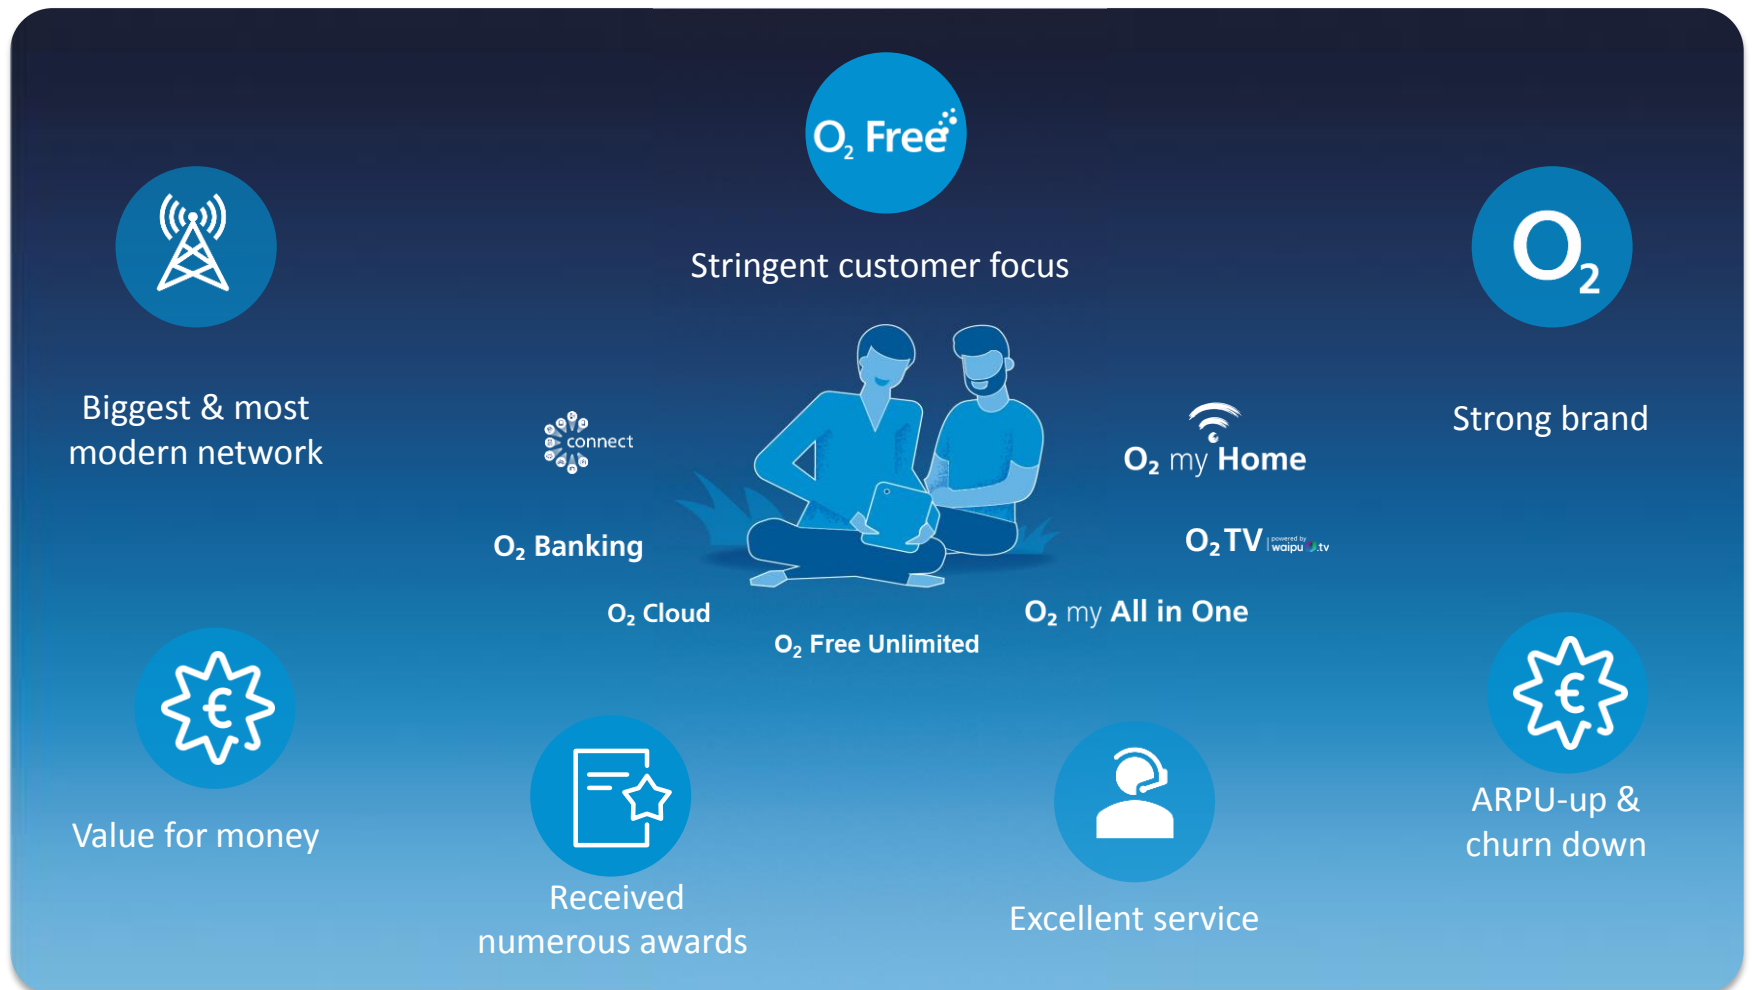 O₂ Free
Stringent customer focus
O₂
Biggest & most
modern network
Strong brand
connect
O₂ my Home
O₂ Banking
O₂ TV | powered by
waipu.tv
O₂ Cloud
O₂ my All in One
O₂ Free Unlimited
€
Value for money
€
ARPU-up &
churn down
Received
numerous awards
Excellent service